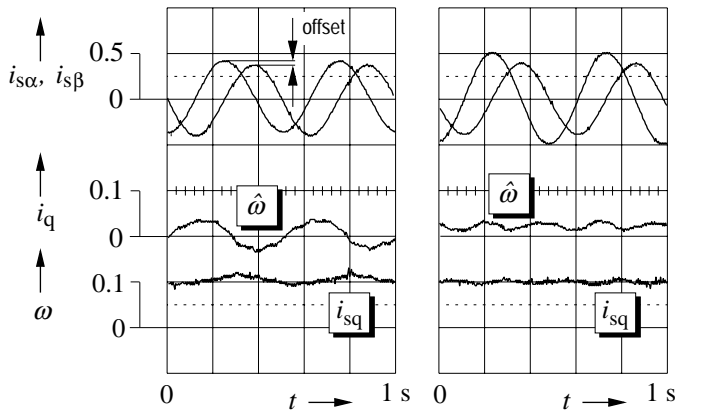 offset
0.5
i_sα, i_sβ
0
0.1
ω̂
ω̂
i_q
0
0.1
ω
i_sq
i_sq
0
0 t 1 s
0 t 1 s